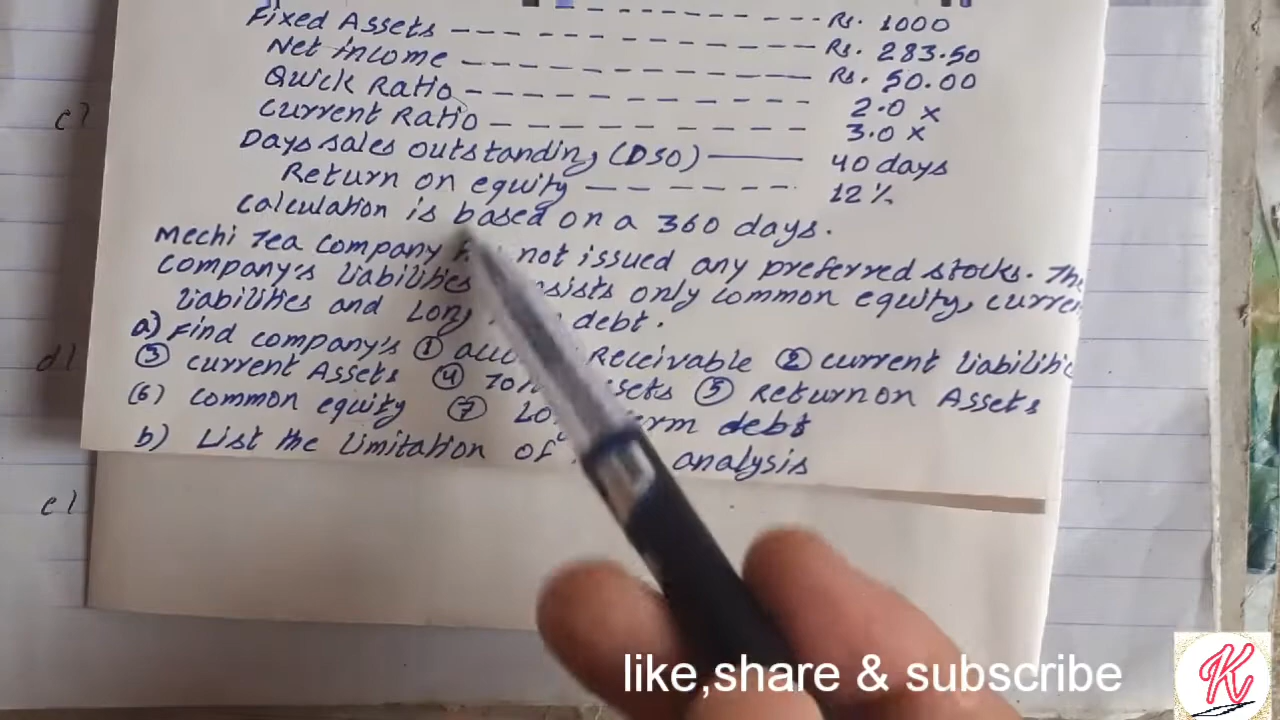 Rs. 1000
Fixed Assets - - - - - - - - - - - Rs. 283.50
Net income - - - - - - - - - - - Rs. 50.00
Quick Ratio - - - - - - - - - - - 2.0 x
Current Ratio - - - - - - - - - - 3.0 x
Days sales outstanding (DSO) —— 40 days
Return on equity - - - - - - - 12%
Calculation is based on a 360 days.
Mechi Tea Company not issued any preferred stocks. The
Company's liabilities only common equity, curren
liabilities and Long debt.
a) Find company's ① Receivable ② current liabilitie
③ current Assets ④ ⑤ Return on Assets
(6) common equity ⑦ debt
b) List the limitation of analysis
c)
d)
e)
like,share & subscribe
K